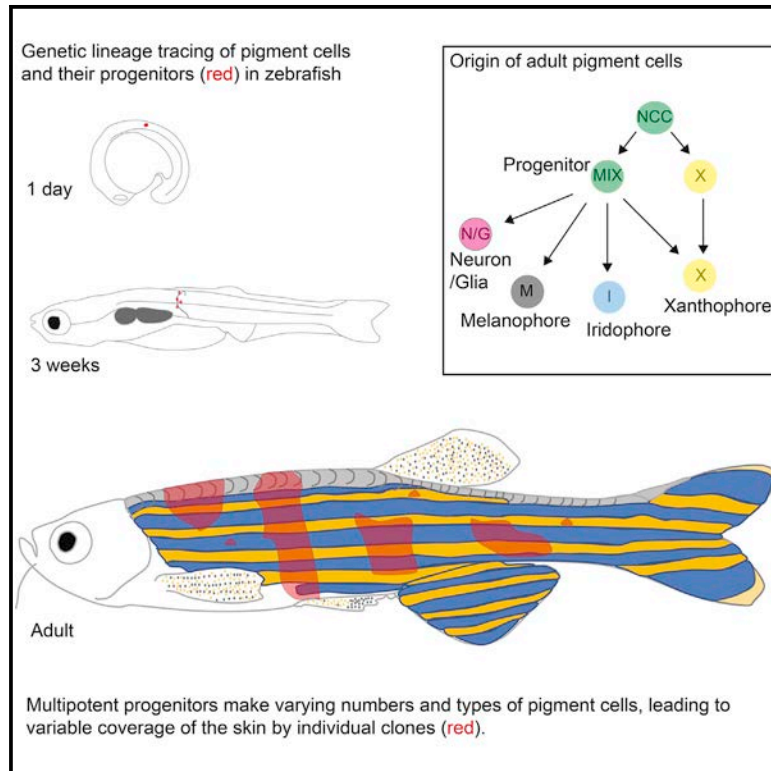 Genetic lineage tracing of pigment cells
and their progenitors (red) in zebrafish
1 day
3 weeks
Origin of adult pigment cells
NCC
Progenitor
MIX
X
N/G
Neuron
/Glia
M
Melanophore
I
Iridophore
X
Xanthophore
Adult
Multipotent progenitors make varying numbers and types of pigment cells, leading to
variable coverage of the skin by individual clones (red).